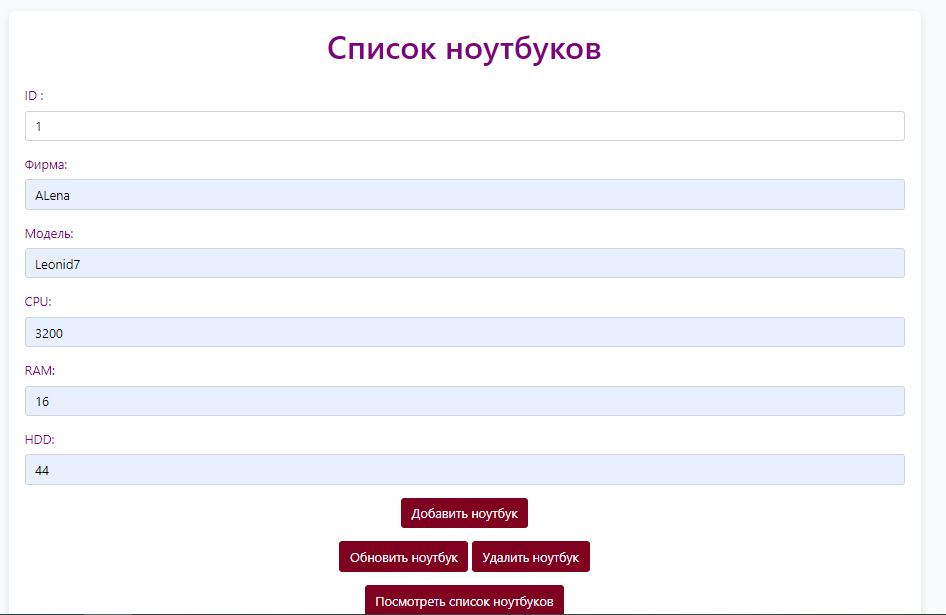 Список ноутбуков
ID :
1
Фирма:
ALena
Модель:
Leonid7
CPU:
3200
RAM:
16
HDD:
44
Добавить ноутбук
Обновить ноутбук Удалить ноутбук
Посмотреть список ноутбуков